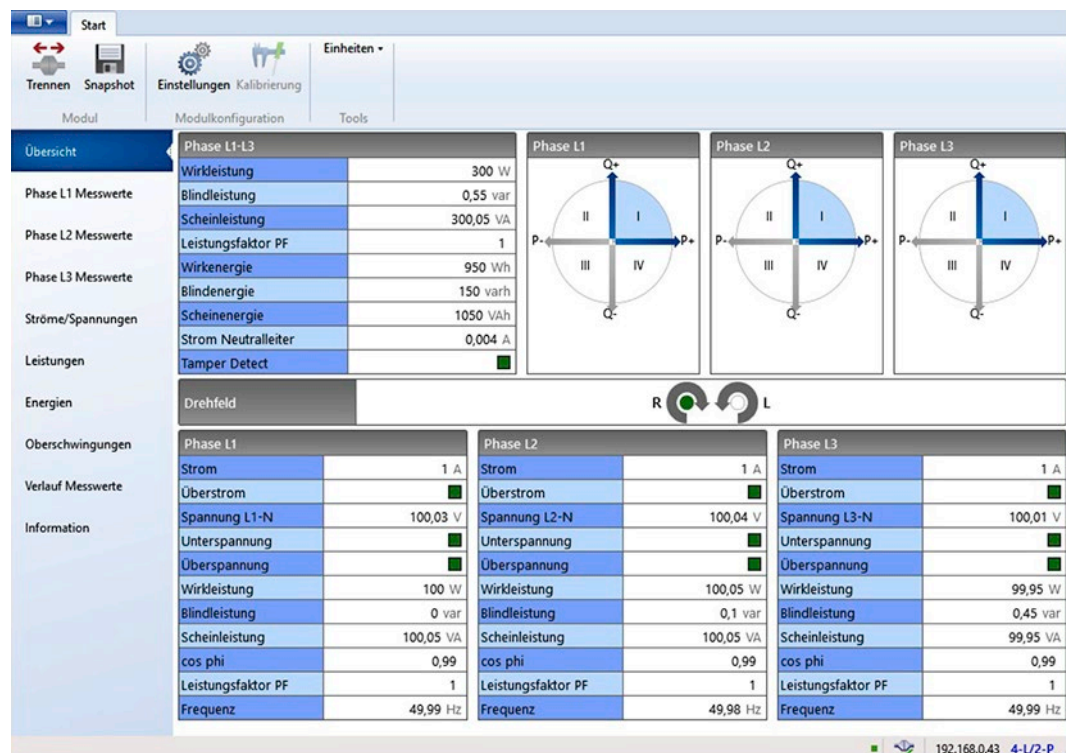 Start
Trennen Snapshot
Einstellungen Kalibrierung
Einheiten
Modul
Modulkonfiguration
Tools
Übersicht
Phase L1 Messwerte
Phase L2 Messwerte
Phase L3 Messwerte
Ströme/Spannungen
Leistungen
Energien
Oberschwingungen
Verlauf Messwerte
Information
Phase L1-L3
Wirkleistung 300 W
Blindleistung 0,55 var
Scheinleistung 300,05 VA
Leistungsfaktor PF 1
Wirkenergie 950 Wh
Blindenergie 150 varh
Scheinenergie 1050 VAh
Strom Neutralleiter 0,004 A
Tamper Detect
Phase L1
Q+
II I
P- P+
III IV
Q-
Phase L2
Q+
II I
P- P+
III IV
Q-
Phase L3
Q+
II I
P- P+
III IV
Q-
Drehfeld R L
Phase L1
Strom 1 A
Überstrom
Spannung L1-N 100,03 V
Unterspannung
Überspannung
Wirkleistung 100 W
Blindleistung 0 var
Scheinleistung 100,05 VA
cos phi 0,99
Leistungsfaktor PF 1
Frequenz 49,99 Hz
Phase L2
Strom 1 A
Überstrom
Spannung L2-N 100,04 V
Unterspannung
Überspannung
Wirkleistung 100,05 W
Blindleistung 0,1 var
Scheinleistung 100,05 VA
cos phi 0,99
Leistungsfaktor PF 1
Frequenz 49,98 Hz
Phase L3
Strom 1 A
Überstrom
Spannung L3-N 100,01 V
Unterspannung
Überspannung
Wirkleistung 99,95 W
Blindleistung 0,45 var
Scheinleistung 99,95 VA
cos phi 0,99
Leistungsfaktor PF 1
Frequenz 49,99 Hz
192.168.0.43 4-L/2-P